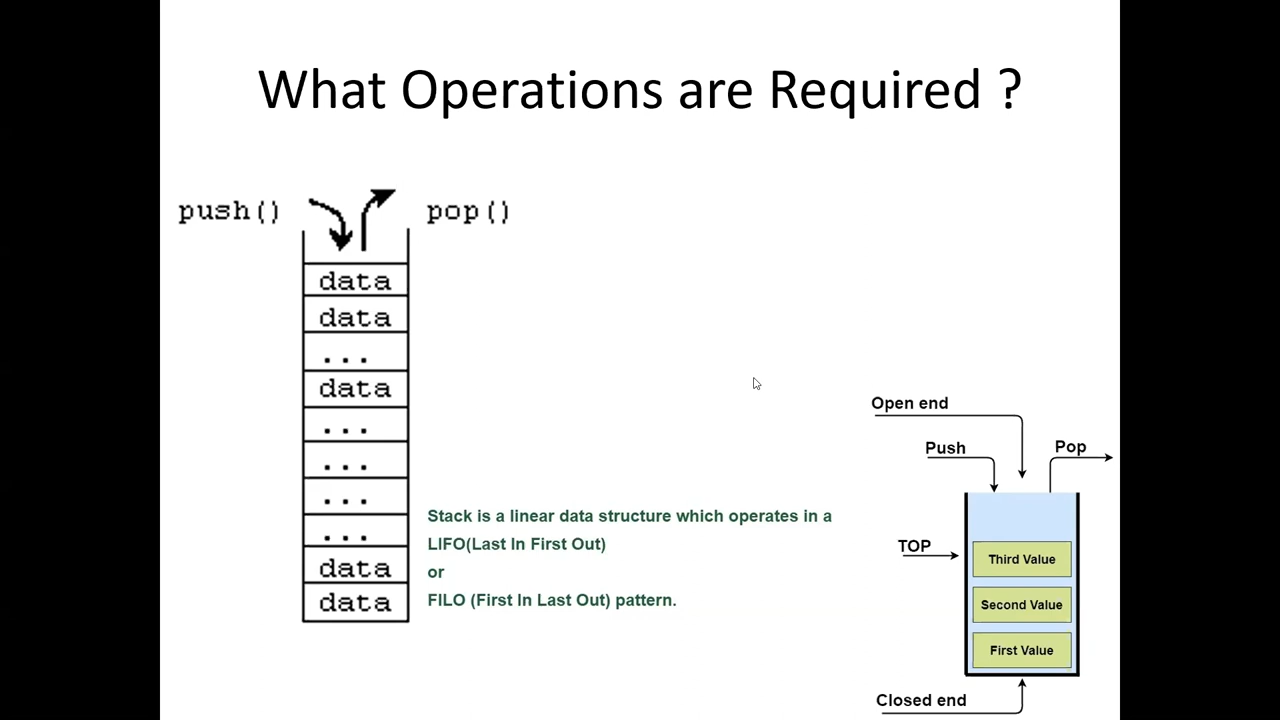 What Operations are Required ?
push()
pop()
data
data
...
data
...
...
...
...
data
data
Stack is a linear data structure which operates in a
LIFO(Last In First Out)
or
FILO (First In Last Out) pattern.
Open end
Push
Pop
TOP
Third Value
Second Value
First Value
Closed end